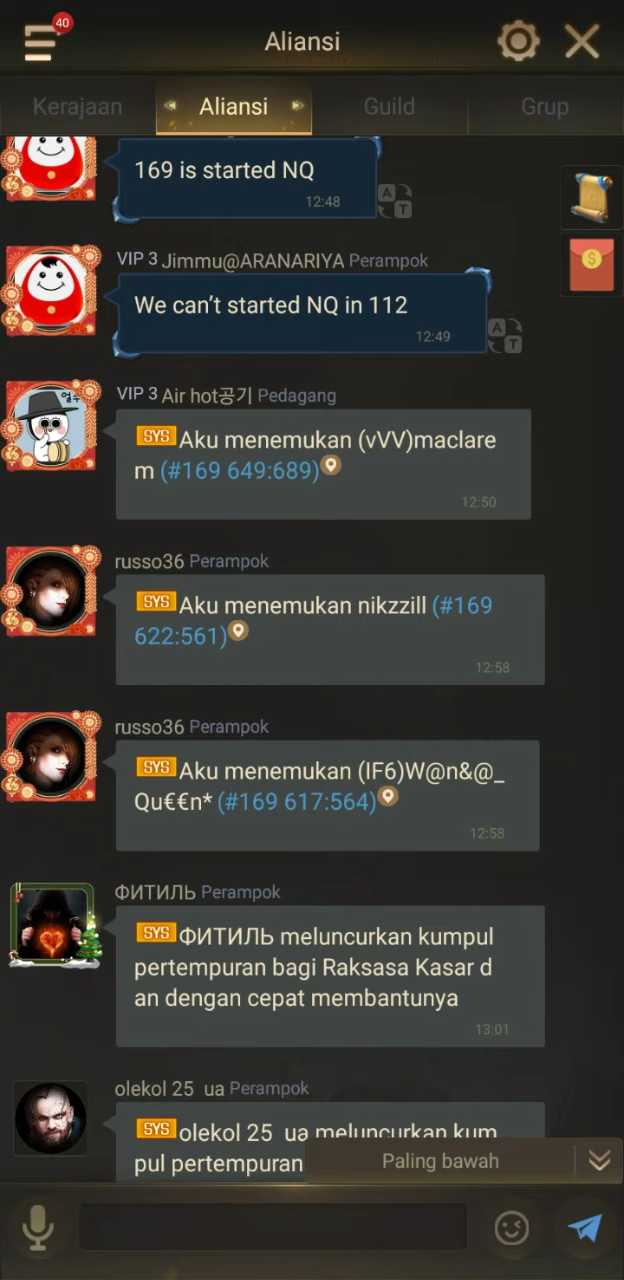 40
Aliansi
Kerajaan
Aliansi
Guild
Grup
169 is started NQ
12:48
A
T
VIP 3 Jimmu@ARANARIYA Perampok
We can't started NQ in 112
12:49
A
T
VIP 3 Air hot공기 Pedagang
SYS Aku menemukan (vVV)maclare
m (#169 649:689)
12:50
russo36 Perampok
SYS Aku menemukan nikzzill (#169
622:561)
12:58
russo36 Perampok
SYS Aku menemukan (IF6)W@n&@_
Qu€€n* (#169 617:564)
12:58
ФИТИЛЬ Perampok
SYS ФИТИЛЬ meluncurkan kumpul
pertempuran bagi Raksasa Kasar d
an dengan cepat membantunya
13:01
olekol 25 ua Perampok
SYS olekol 25 ua meluncurkan kum
pul pertempuran
Paling bawah